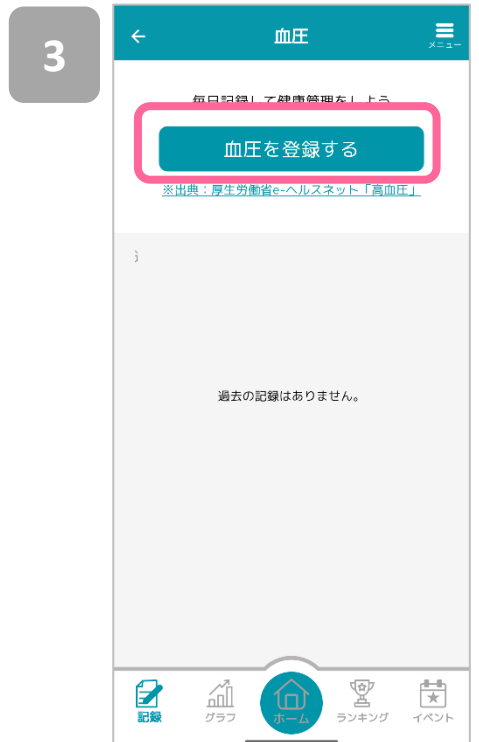 3
血圧
メニュー
毎日記録して健康管理をしよう
血圧を登録する
※出典：厚生労働省e-ヘルスネット「高血圧」
過去の記録はありません。
記録
グラフ
ホーム
ランキング
イベント